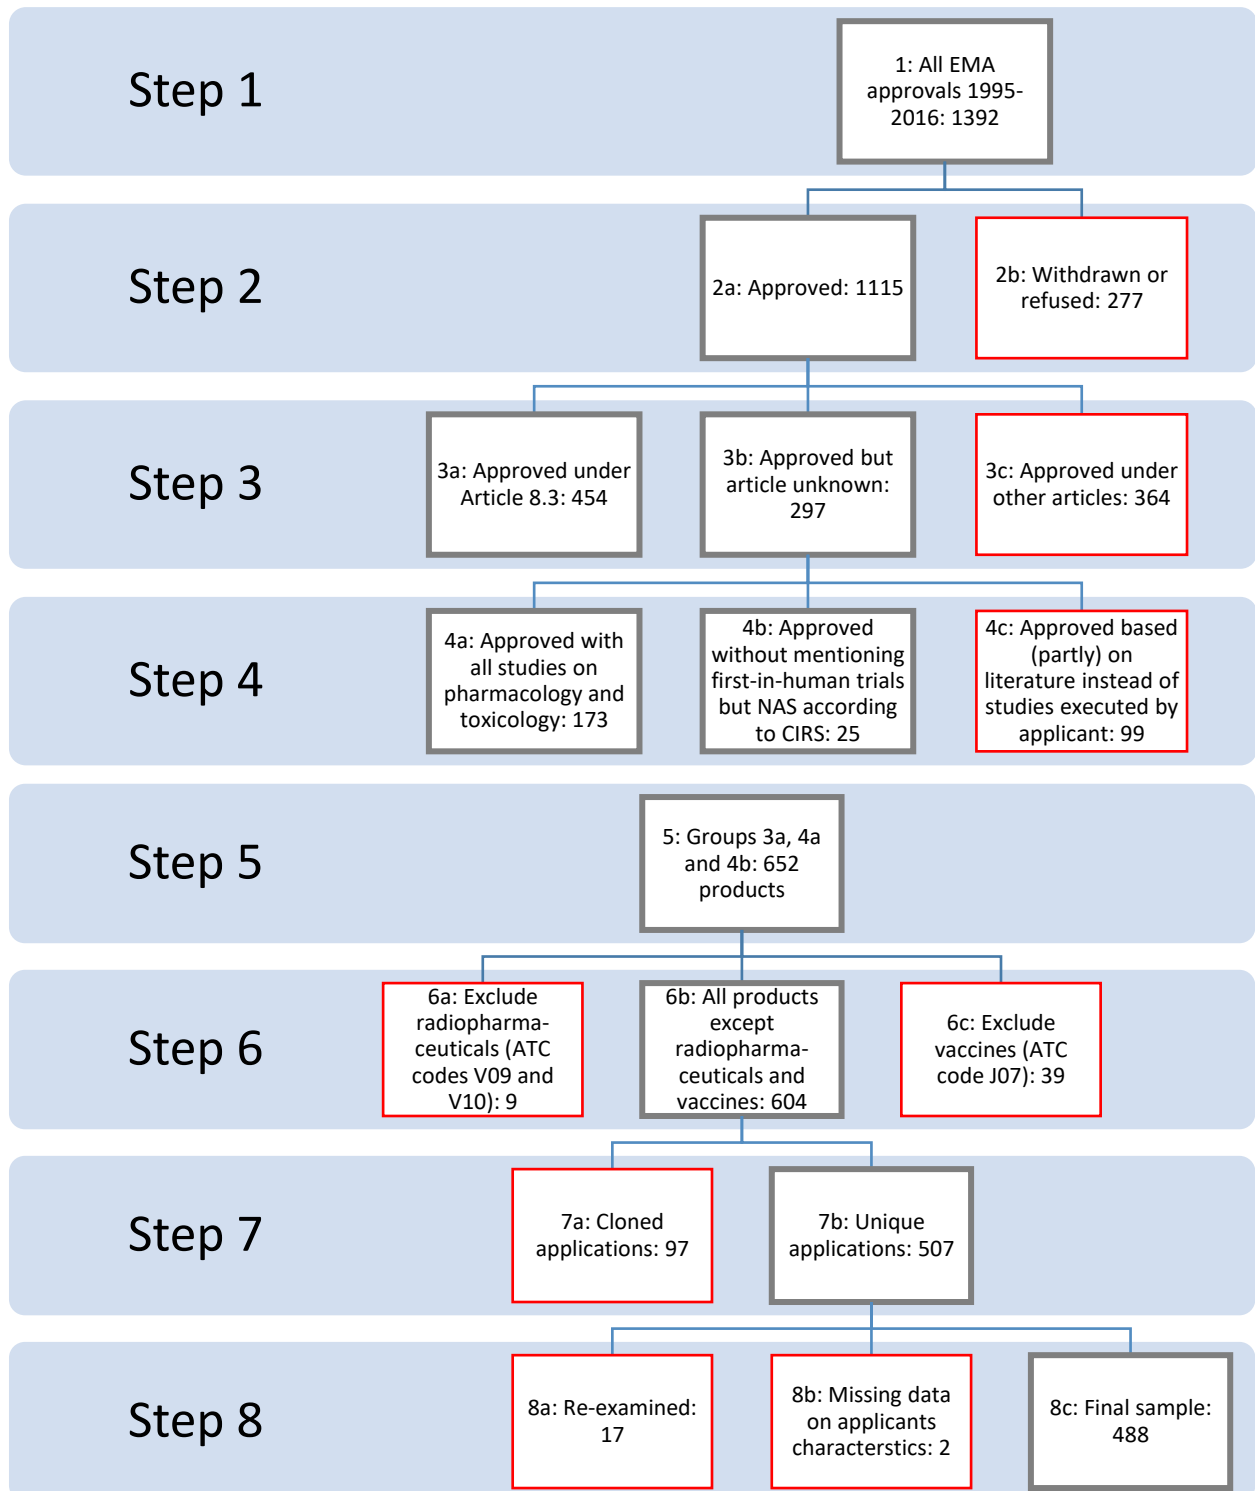 Step 1
1: All EMA
approvals 1995-
2016: 1392
Step 2
2a: Approved: 1115
2b: Withdrawn or
refused: 277
Step 3
3a: Approved under
Article 8.3: 454
3b: Approved but
article unknown:
297
3c: Approved under
other articles: 364
Step 4
4a: Approved with
all studies on
pharmacology and
toxicology: 173
4b: Approved
without mentioning
first-in-human trials
but NAS according
to CIRS: 25
4c: Approved based
(partly) on
literature instead of
studies executed by
applicant: 99
Step 5
5: Groups 3a, 4a
and 4b: 652
products
Step 6
6a: Exclude
radiopharma-
ceuticals (ATC
codes V09 and
V10): 9
6b: All products
except
radiopharma-
ceuticals and
vaccines: 604
6c: Exclude
vaccines (ATC
code J07): 39
Step 7
7a: Cloned
applications: 97
7b: Unique
applications: 507
Step 8
8a: Re-examined:
17
8b: Missing data
on applicants
characterstics: 2
8c: Final sample:
488